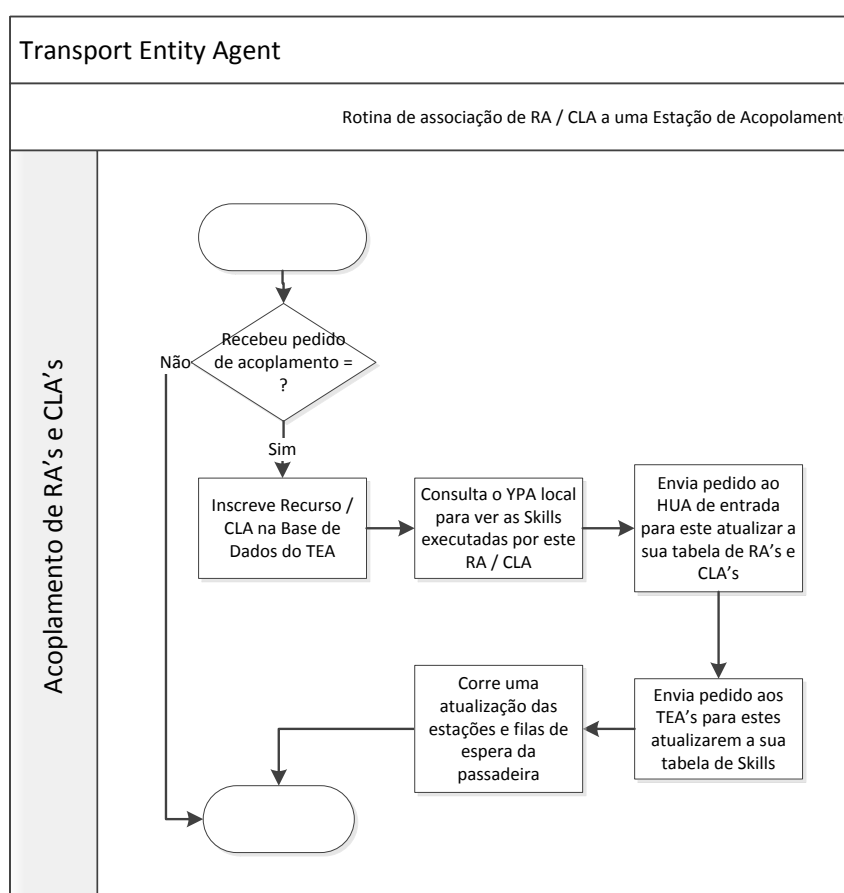 Transport Entity Agent
Rotina de associação de RA / CLA a uma Estação de Acopolamento
Acoplamento de RA's e CLA's
Recebeu pedido
de acoplamento =
?
Não
Sim
Inscreve Recurso /
CLA na Base de
Dados do TEA
Consulta o YPA local
para ver as Skills
executadas por este
RA / CLA
Envia pedido ao
HUA de entrada
para este atualizar a
sua tabela de RA's e
CLA's
Envia pedido aos
TEA's para estes
atualizarem a sua
tabela de Skills
Corre uma
atualização das
estações e filas de
espera da
passadeira